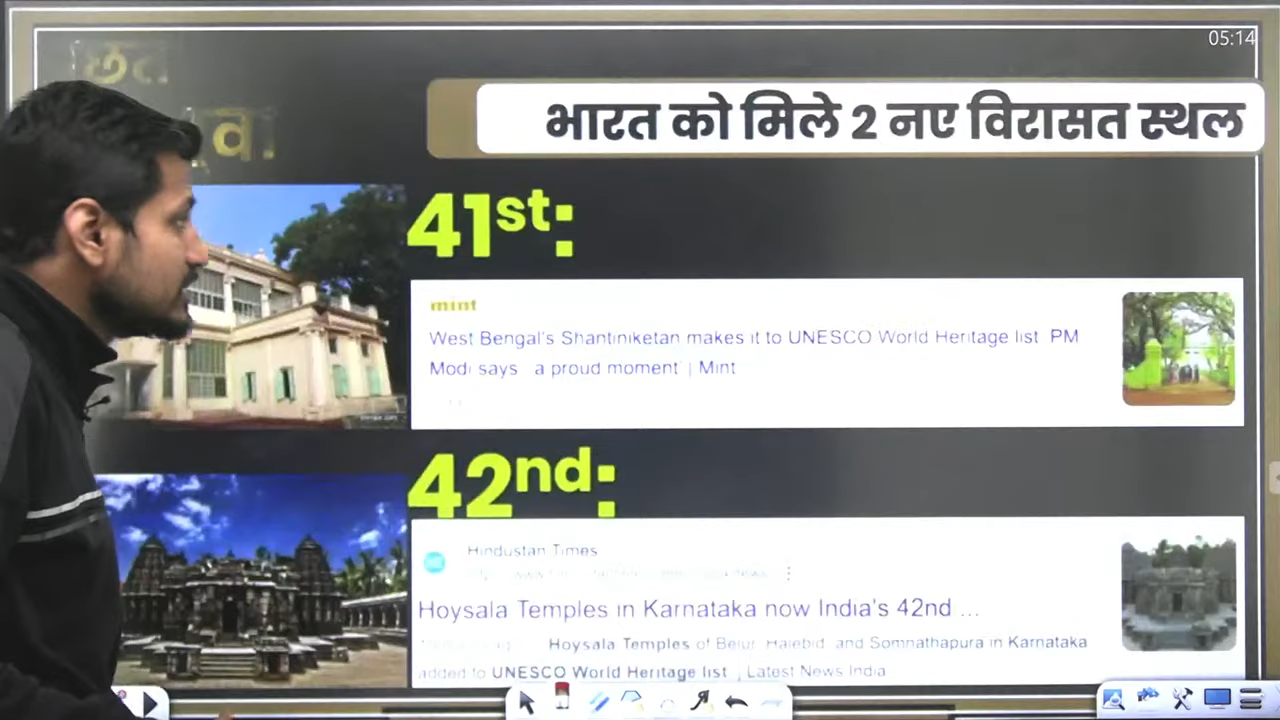 05:14
भारत को मिले 2 नए विरासत स्थल
41st:
mint
West Bengal's Shantiniketan makes it to UNESCO World Heritage list PM
Modi says a proud moment' | Mint
42nd:
Hindustan Times
Hoysala Temples in Karnataka now India's 42nd ...
Hoysala Temples of Belur Halebid and Somnathapura in Karnataka
added to UNESCO World Heritage list | Latest News India